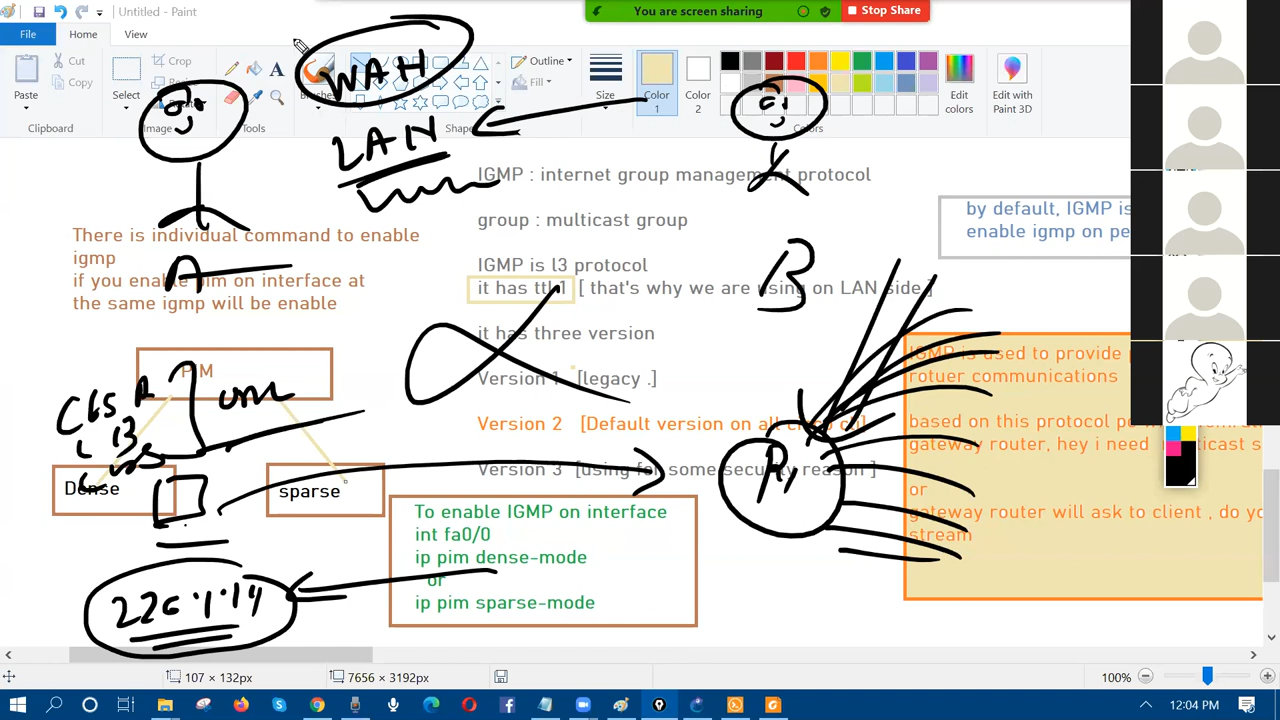 Untitled - Paint
You are screen sharing
Stop Share
File
Home
View
Paste
Cut
Copy
Clipboard
Select
Crop
Image
Tools
Outline
Fill
Size
Color 1
Color 2
Colors
Edit colors
Edit with Paint 3D
WAN
LAN
IGMP : internet group management protocol
group : multicast group
IGMP is l3 protocol
it has ttl 1 [ that's why we are using on LAN side ]
it has three version
Version 1 [legacy .]
Version 2 [Default version on all cisco
Version 3 [using for some security reason ]
by default, IGMP is
enable igmp on pe
There is individual command to enable
igmp
if you enable pim on interface at
the same igmp will be enable
A
B
PIM
Dense
sparse
R1
To enable IGMP on interface
int fa0/0
ip pim dense-mode
or
ip pim sparse-mode
IGMP is used to provide
rotuer communications
based on this protocol
gateway router, hey i need
or
gateway router will ask to client , do yo
stream
226.1.1.19
107 × 132px
7656 × 3192px
100%
12:04 PM